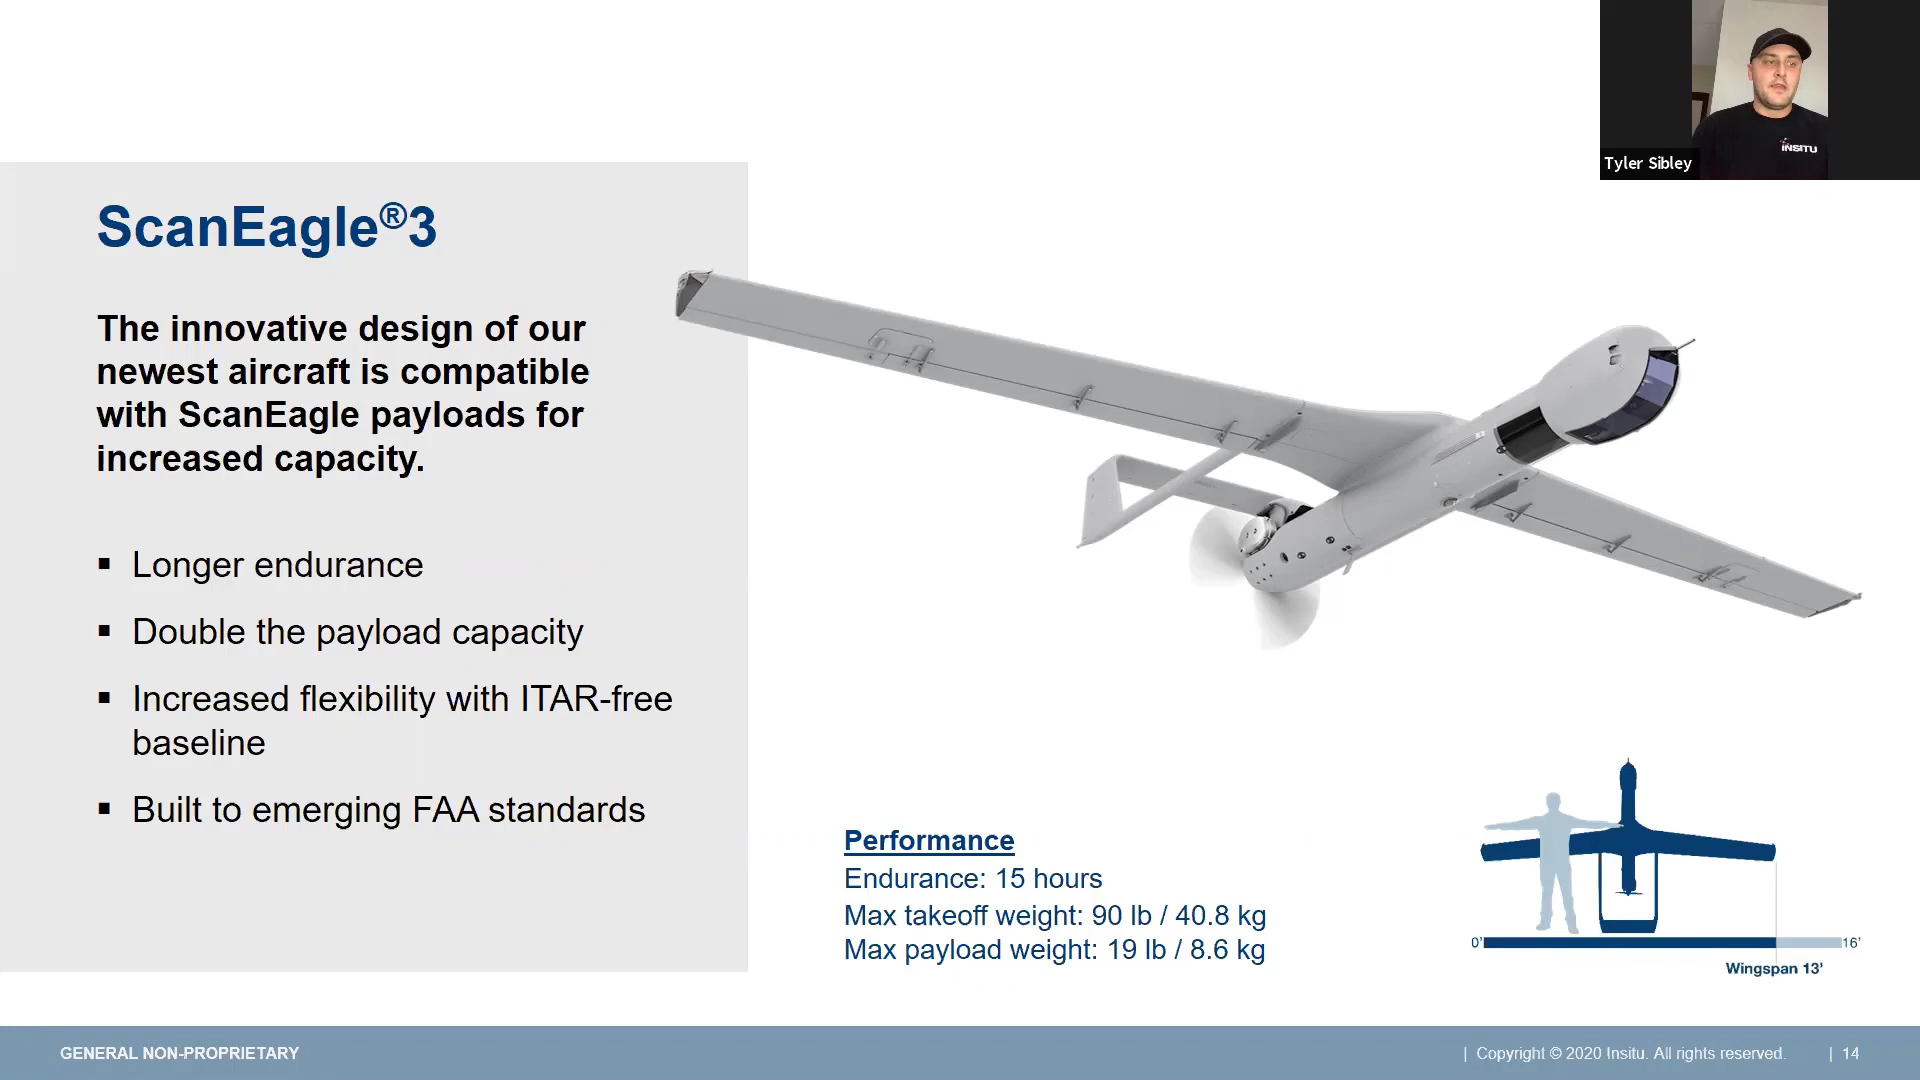 INSITU
Tyler Sibley
ScanEagle®3
The innovative design of our
newest aircraft is compatible
with ScanEagle payloads for
increased capacity.
▪ Longer endurance
▪ Double the payload capacity
▪ Increased flexibility with ITAR-free
baseline
▪ Built to emerging FAA standards
Performance
Endurance: 15 hours
Max takeoff weight: 90 lb / 40.8 kg
Max payload weight: 19 lb / 8.6 kg
0' 16'
Wingspan 13'
GENERAL NON-PROPRIETARY
| Copyright © 2020 Insitu. All rights reserved. | 14